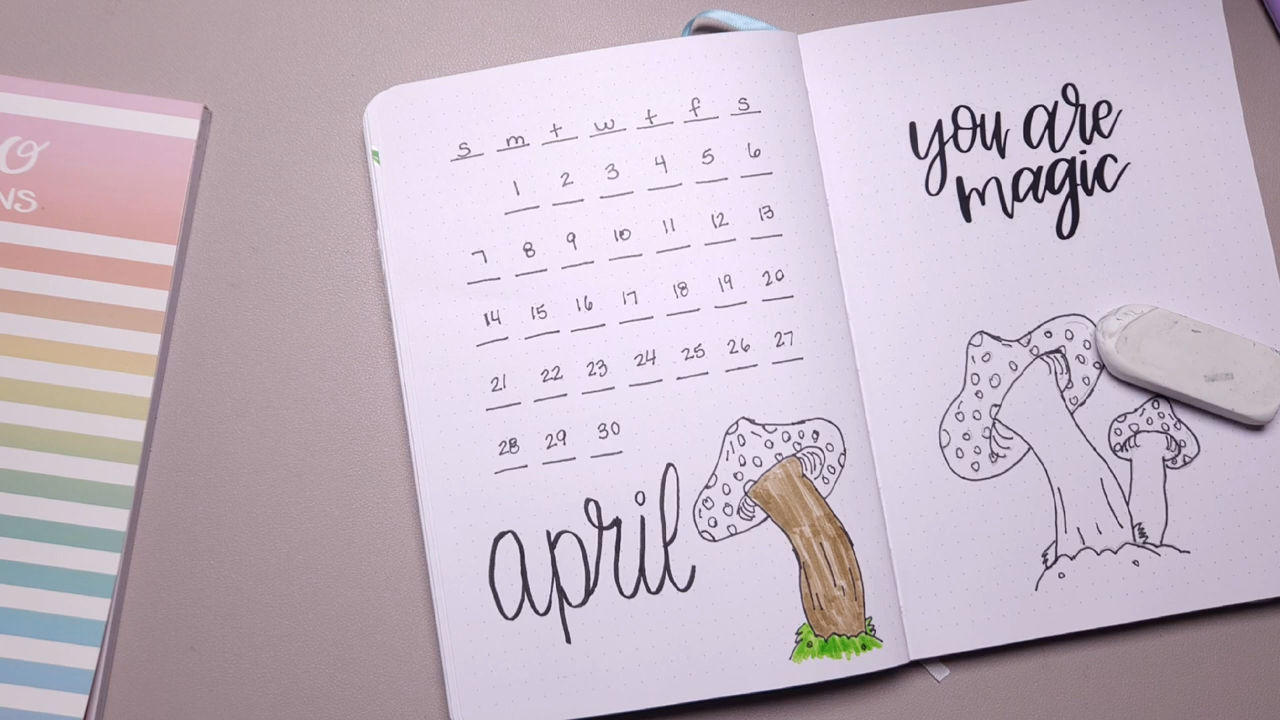 o
NS
s m t w t f s
1 2 3 4 5 6
7 8 9 10 11 12 13
14 15 16 17 18 19 20
21 22 23 24 25 26 27
28 29 30
april
you are
magic